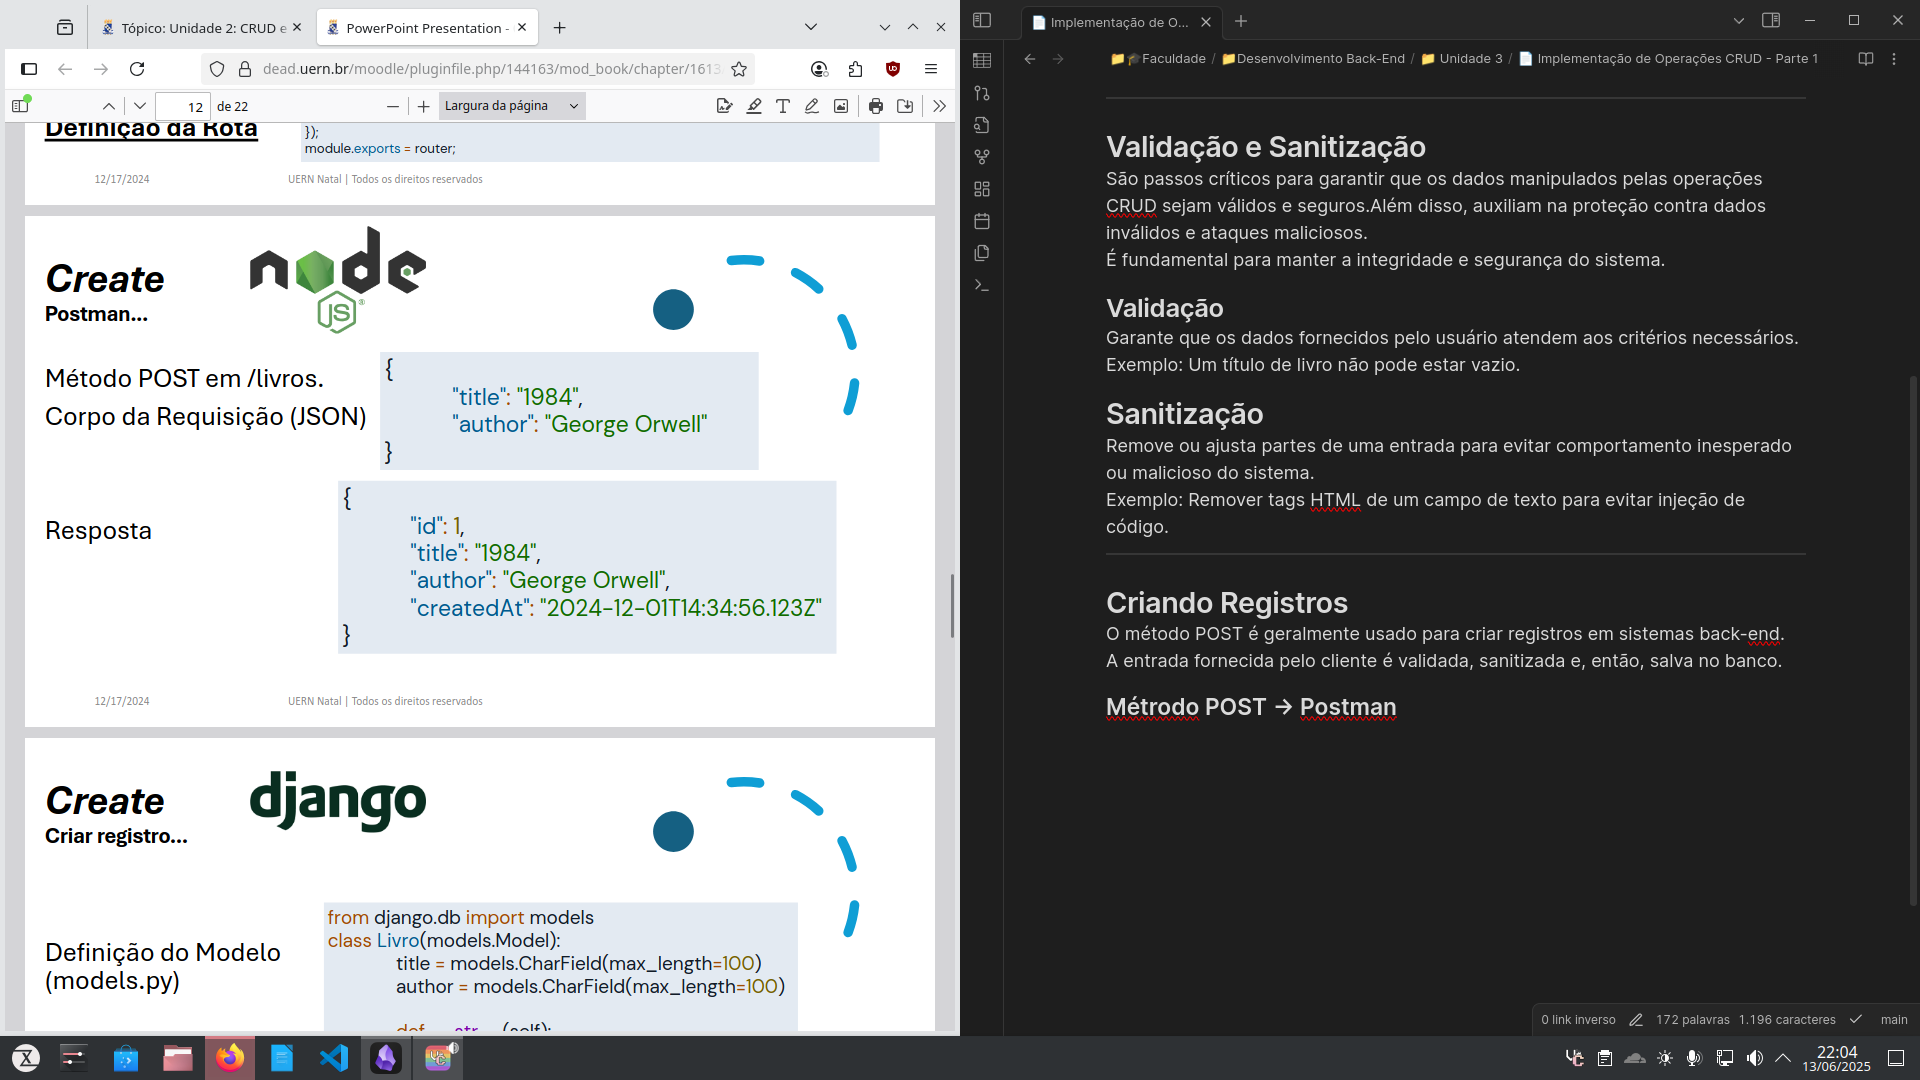 Tópico: Unidade 2: CRUD e
PowerPoint Presentation -
dead.uern.br/moodle/pluginfile.php/144163/mod_book/chapter/1613
12
de 22
Largura da página
Definição da Rota
});
module.exports = router;
12/17/2024
UERN Natal | Todos os direitos reservados
Create
node
JS
Postman...
Método POST em /livros.
Corpo da Requisição (JSON)
{
"title": "1984",
"author": "George Orwell"
}
Resposta
{
"id": 1,
"title": "1984",
"author": "George Orwell",
"createdAt": "2024-12-01T14:34:56.123Z"
}
12/17/2024
UERN Natal | Todos os direitos reservados
Create
django
Criar registro...
Definição do Modelo
(models.py)
from django.db import models
class Livro(models.Model):
title = models.CharField(max_length=100)
author = models.CharField(max_length=100)
def __str__(self):
Implementação de O...
Faculdade / Desenvolvimento Back-End / Unidade 3 / Implementação de Operações CRUD - Parte 1
Validação e Sanitização
São passos críticos para garantir que os dados manipulados pelas operações
CRUD sejam válidos e seguros.Além disso, auxiliam na proteção contra dados
inválidos e ataques maliciosos.
É fundamental para manter a integridade e segurança do sistema.
Validação
Garante que os dados fornecidos pelo usuário atendem aos critérios necessários.
Exemplo: Um título de livro não pode estar vazio.
Sanitização
Remove ou ajusta partes de uma entrada para evitar comportamento inesperado
ou malicioso do sistema.
Exemplo: Remover tags HTML de um campo de texto para evitar injeção de
código.
Criando Registros
O método POST é geralmente usado para criar registros em sistemas back-end.
A entrada fornecida pelo cliente é validada, sanitizada e, então, salva no banco.
Métrodo POST → Postman
0 link inverso
172 palavras
1.196 caracteres
main
22:04
13/06/2025